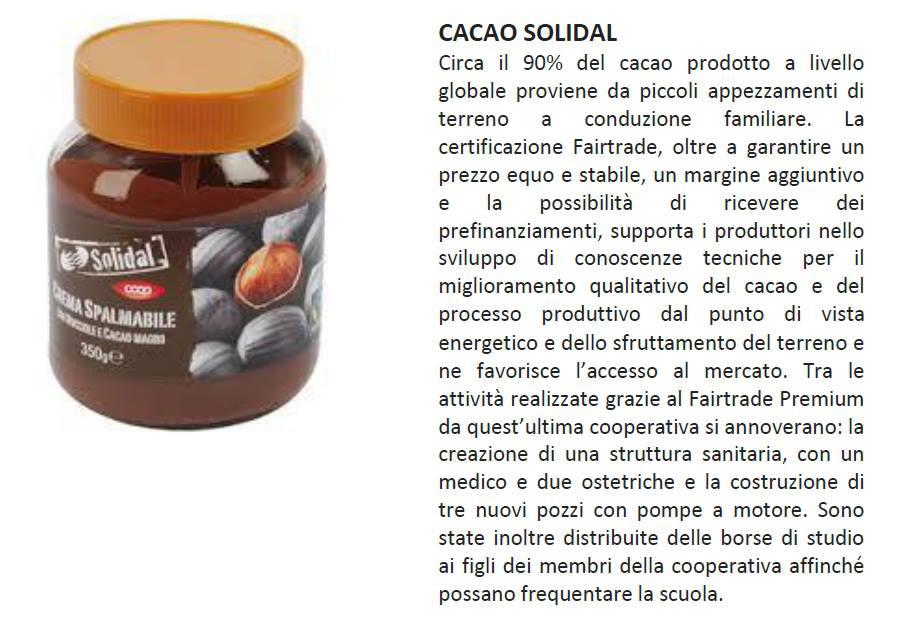 Solidal
coop
CREMA SPALMABILE
CON NOCCIOLE E CACAO MAGRO
350g℮
CACAO SOLIDAL
Circa il 90% del cacao prodotto a livello
globale proviene da piccoli appezzamenti di
terreno a conduzione familiare. La
certificazione Fairtrade, oltre a garantire un
prezzo equo e stabile, un margine aggiuntivo
e la possibilità di ricevere dei
prefinanziamenti, supporta i produttori nello
sviluppo di conoscenze tecniche per il
miglioramento qualitativo del cacao e del
processo produttivo dal punto di vista
energetico e dello sfruttamento del terreno e
ne favorisce l’accesso al mercato. Tra le
attività realizzate grazie al Fairtrade Premium
da quest’ultima cooperativa si annoverano: la
creazione di una struttura sanitaria, con un
medico e due ostetriche e la costruzione di
tre nuovi pozzi con pompe a motore. Sono
state inoltre distribuite delle borse di studio
ai figli dei membri della cooperativa affinché
possano frequentare la scuola.